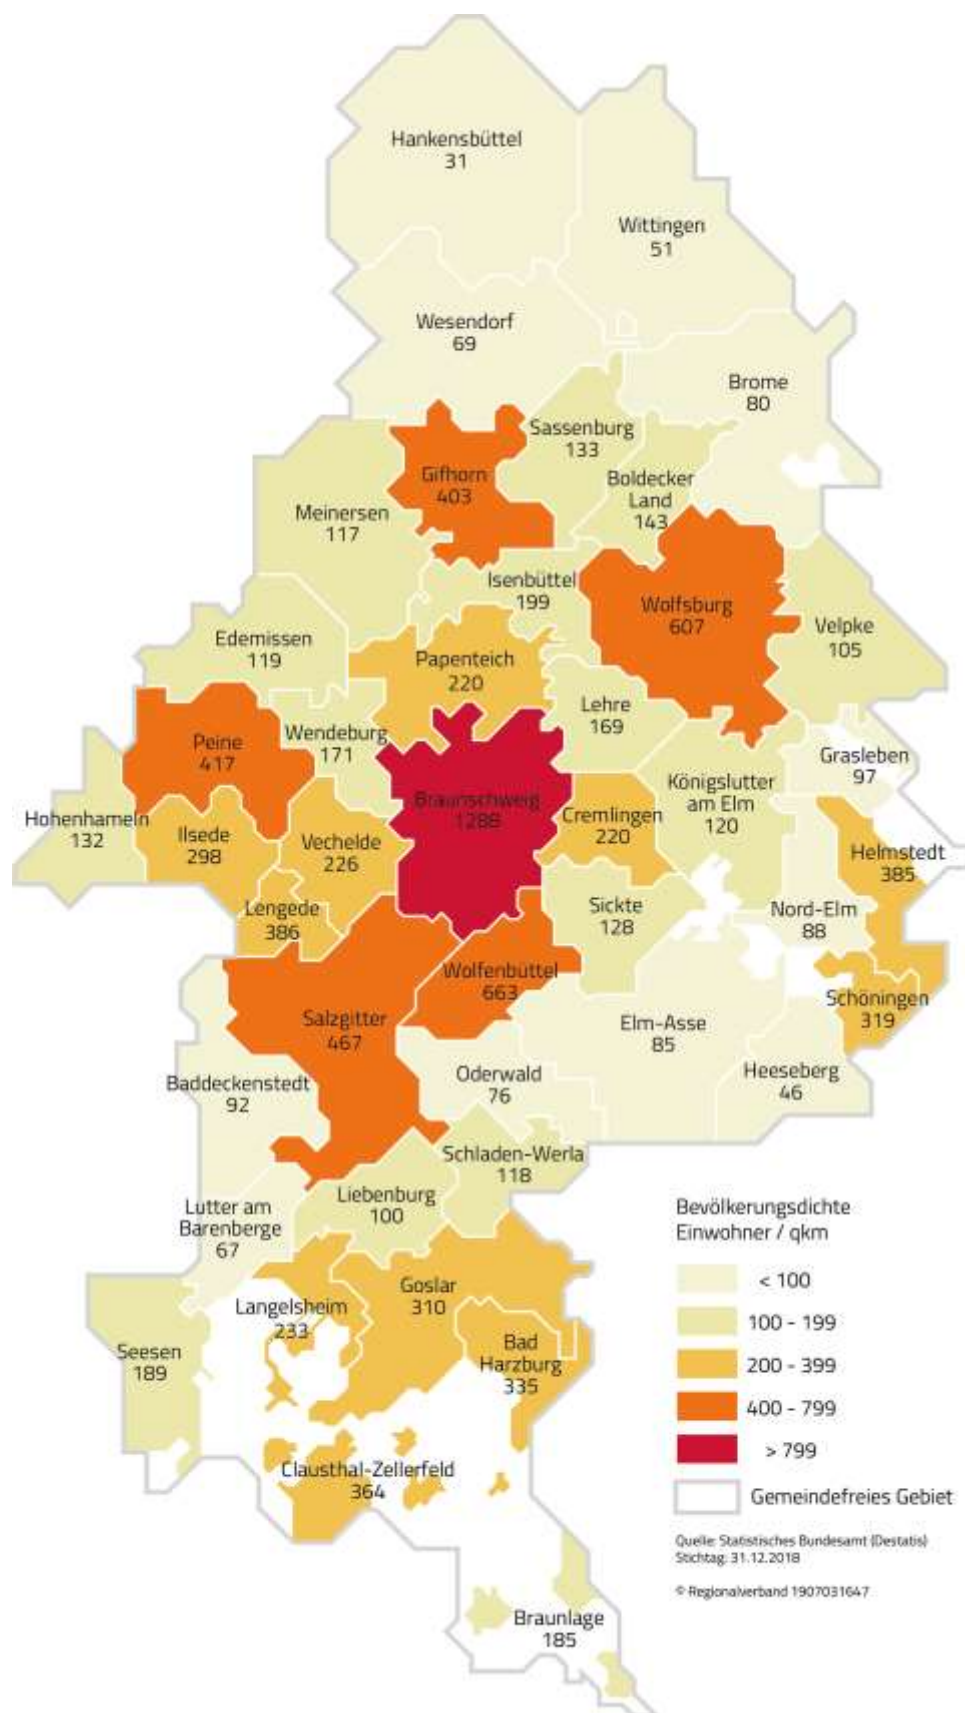 Hankensbüttel
31
Wittingen
51
Wesendorf
69
Brome
80
Sassenburg
133
Gifhorn
403
Boldecker
Land
143
Meinersen
117
Isenbüttel
199
Wolfsburg
607
Velpke
105
Edemissen
119
Papenteich
220
Lehre
169
Wendeburg
171
Peine
417
Grasleben
97
Königslutter
am Elm
120
Braunschweig
1288
Cremlingen
220
Hohenhameln
132
Ilsede
298
Vechelde
226
Helmstedt
385
Lengede
386
Sickte
128
Nord-Elm
88
Wolfenbüttel
663
Schöningen
319
Salzgitter
467
Elm-Asse
85
Heeseberg
46
Baddeckenstedt
92
Oderwald
76
Schladen-Werla
118
Liebenburg
100
Lutter am
Barenberge
67
Goslar
310
Langelsheim
233
Seesen
189
Bad
Harzburg
335
Clausthal-Zellerfeld
364
Braunlage
185
Bevölkerungsdichte
Einwohner / qkm
< 100
100 - 199
200 - 399
400 - 799
> 799
Gemeindefreies Gebiet
Quelle: Statistisches Bundesamt (Destatis)
Stichtag: 31.12.2018
© Regionalverband 1907031647